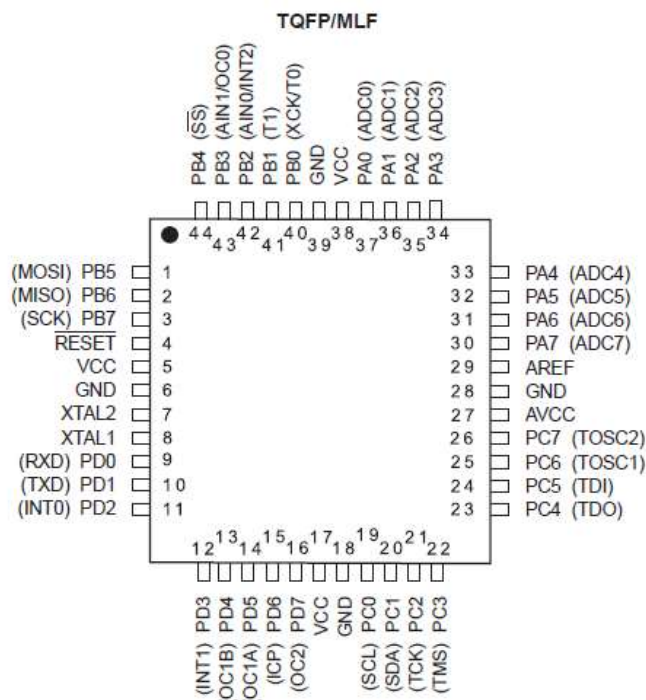 TQFP/MLF
PB4 (SS)
PB3 (AIN1/OC0)
PB2 (AIN0/INT2)
PB1 (T1)
PB0 (XCK/T0)
GND
VCC
PA0 (ADC0)
PA1 (ADC1)
PA2 (ADC2)
PA3 (ADC3)
44
43
42
41
40
39
38
37
36
35
34
(MOSI) PB5 1
(MISO) PB6 2
(SCK) PB7 3
RESET 4
VCC 5
GND 6
XTAL2 7
XTAL1 8
(RXD) PD0 9
(TXD) PD1 10
(INT0) PD2 11
33 PA4 (ADC4)
32 PA5 (ADC5)
31 PA6 (ADC6)
30 PA7 (ADC7)
29 AREF
28 GND
27 AVCC
26 PC7 (TOSC2)
25 PC6 (TOSC1)
24 PC5 (TDI)
23 PC4 (TDO)
12
13
14
15
16
17
18
19
20
21
22
(INT1) PD3
OC1B) PD4
OC1A) PD5
(ICP) PD6
(OC2) PD7
VCC
GND
(SCL) PC0
(SDA) PC1
(TCK) PC2
(TMS) PC3